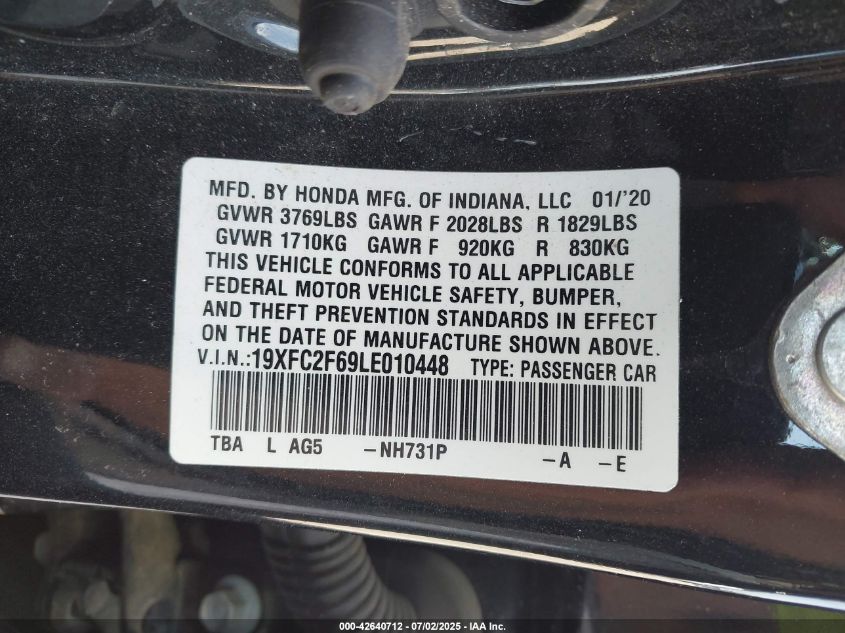 MFD. BY HONDA MFG. OF INDIANA, LLC 01/'20
GVWR 3769LBS GAWR F 2028LBS R 1829LBS
GVWR 1710KG GAWR F 920KG R 830KG
THIS VEHICLE CONFORMS TO ALL APPLICABLE
FEDERAL MOTOR VEHICLE SAFETY, BUMPER,
AND THEFT PREVENTION STANDARDS IN EFFECT
ON THE DATE OF MANUFACTURE SHOWN ABOVE.
V.I.N.:19XFC2F69LE010448 TYPE: PASSENGER CAR
TBA L AG5 -NH731P -A -E
000-42640712 - 07/02/2025 - IAA Inc.